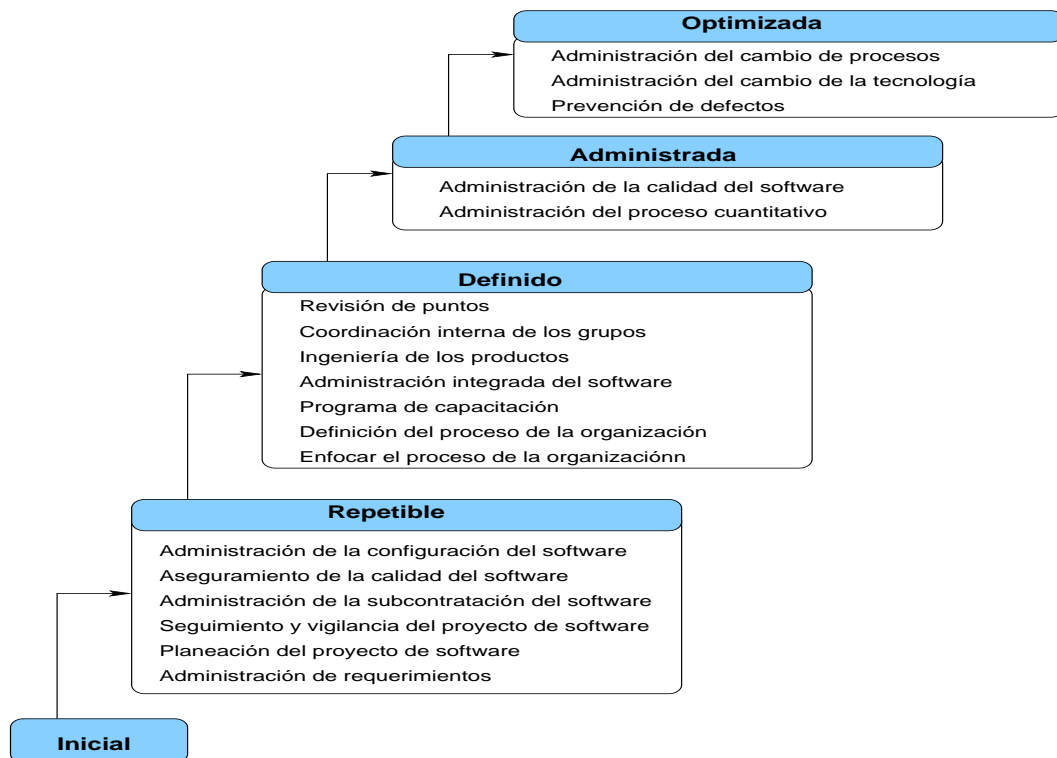 Optimizada
Administración del cambio de procesos
Administración del cambio de la tecnología
Prevención de defectos
Administrada
Administración de la calidad del software
Administración del proceso cuantitativo
Definido
Revisión de puntos
Coordinación interna de los grupos
Ingeniería de los productos
Administración integrada del software
Programa de capacitación
Definición del proceso de la organización
Enfocar el proceso de la organizaciónn
Repetible
Administración de la configuración del software
Aseguramiento de la calidad del software
Administración de la subcontratación del software
Seguimiento y vigilancia del proyecto de software
Planeación del proyecto de software
Administración de requerimientos
Inicial